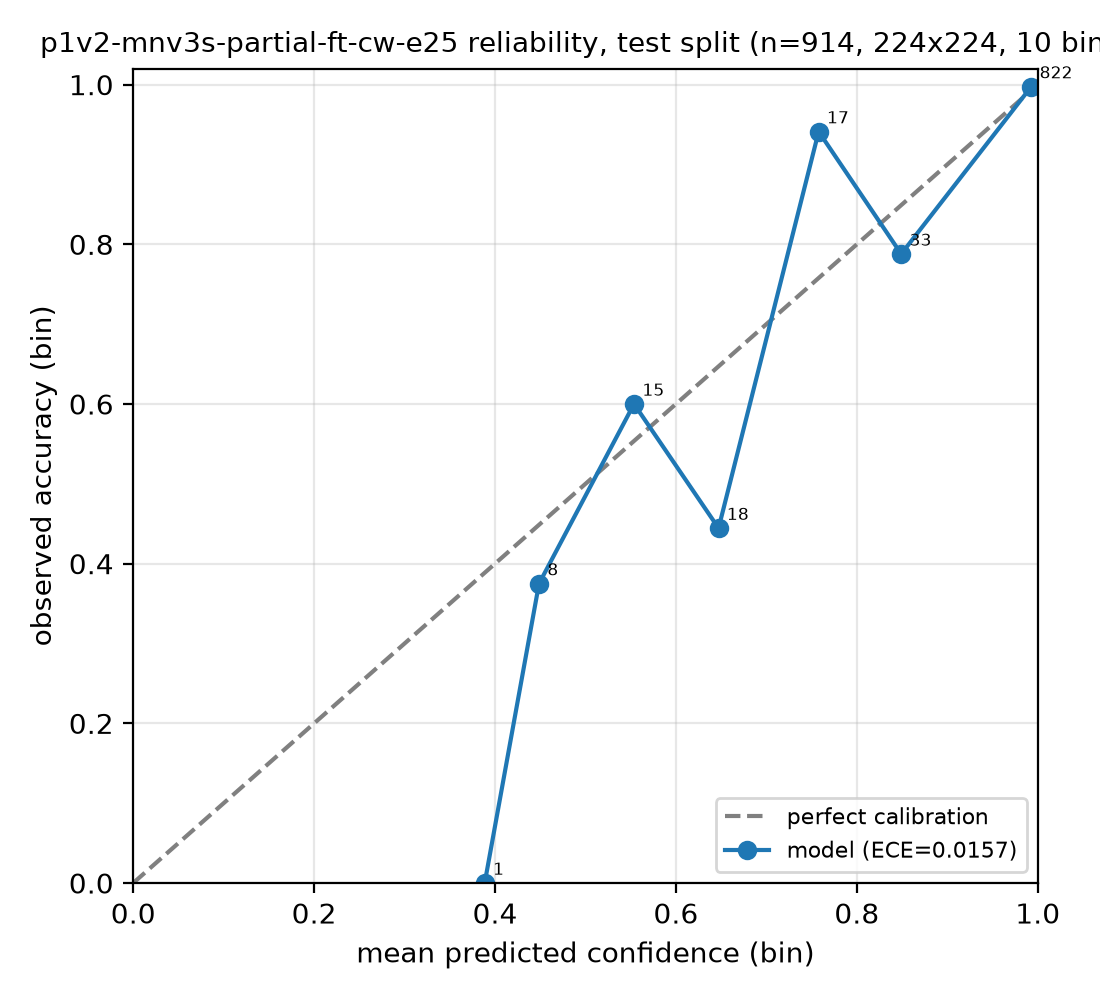 p1v2-mnv3s-partial-ft-cw-e25 reliability, test split (n=914, 224x224, 10 bin
1.0
0.8
0.6
0.4
0.2
0.0
observed accuracy (bin)
822
17
33
15
18
8
1
perfect calibration
model (ECE=0.0157)
0.0 0.2 0.4 0.6 0.8 1.0
mean predicted confidence (bin)